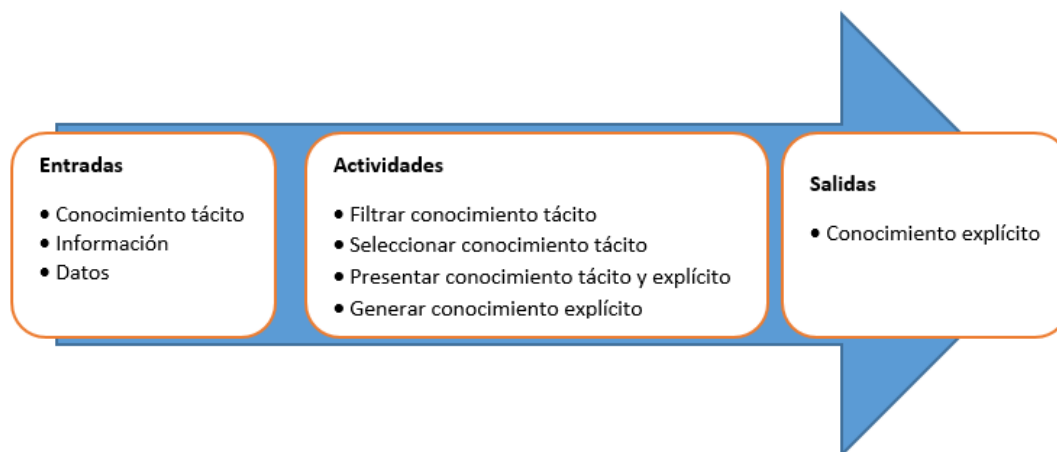 Entradas
• Conocimiento tácito
• Información
• Datos
Actividades
• Filtrar conocimiento tácito
• Seleccionar conocimiento tácito
• Presentar conocimiento tácito y explícito
• Generar conocimiento explícito
Salidas
• Conocimiento explícito